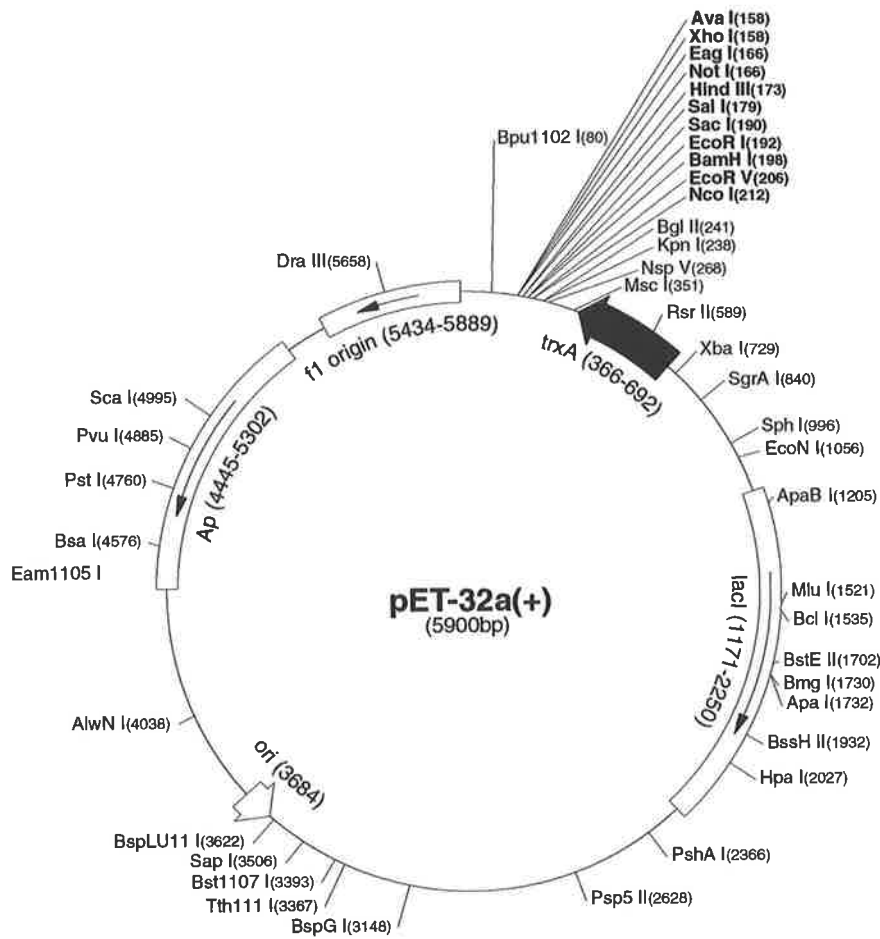 Ava I(158)
Xho I(158)
Eag I(166)
Not I(166)
Hind III(173)
Sal I(179)
Sac I(190)
EcoR I(192)
BamH I(198)
EcoR V(206)
Nco I(212)
Bpu1102 I(80)
Bgl II(241)
Kpn I(238)
Nsp V(268)
Msc I(351)
Dra III(5658)
Rsr II(589)
f1 origin (5434-5889)
trxA (366-692)
Xba I(729)
SgrA I(840)
Sph I(996)
EcoN I(1056)
ApaB I(1205)
Sca I(4995)
Pvu I(4885)
Pst I(4760)
Bsa I(4576)
Eam1105 I
Ap (4445-5302)
pET-32a(+)
(5900bp)
lacI (1171-2250)
Mlu I(1521)
Bcl I(1535)
BstE II(1702)
Bmg I(1730)
Apa I(1732)
BssH II(1932)
Hpa I(2027)
AlwN I(4038)
ori (3684)
BspLU11 I(3622)
Sap I(3506)
Bst1107 I(3393)
Tth111 I(3367)
BspG I(3148)
PshA I(2366)
Psp5 II(2628)